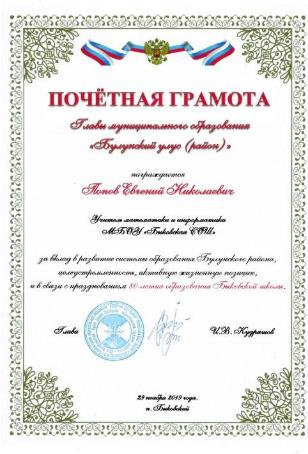 ПОЧЁТНАЯ ГРАМОТА
Главы муниципального образования
«Булунский улус (район)»
награждается
Попов Евгений Николаевич
Учитель математики и информатики
МБОУ «Быковская СОШ»
за вклад в развитие системы образования Булунского района,
целеустремленность, активную жизненную позицию,
и в связи с празднованием 80-летия образования Быковской школы.
Глава И.В. Кудряшов
29 ноября 2019 года.
п. Быковский